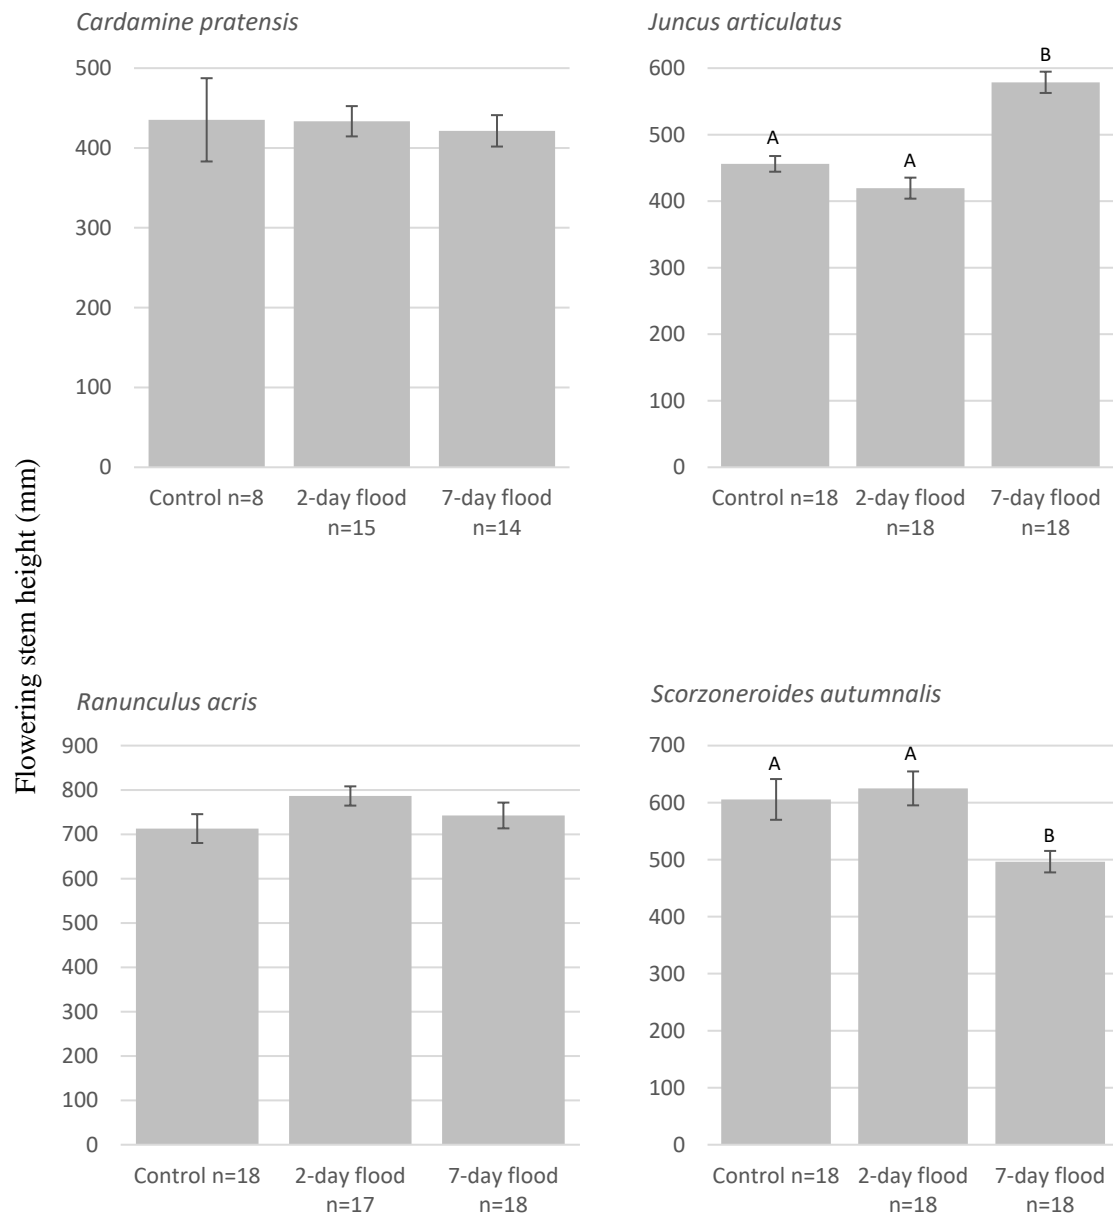 Flowering stem height (mm)
Cardamine pratensis
500
400
300
200
100
0
Control n=8
2-day flood
n=15
7-day flood
n=14
Juncus articulatus
600
500
400
300
200
100
0
A
A
B
Control n=18
2-day flood
n=18
7-day flood
n=18
Ranunculus acris
900
800
700
600
500
400
300
200
100
0
Control n=18
2-day flood
n=17
7-day flood
n=18
Scorzoneroides autumnalis
700
600
500
400
300
200
100
0
A
A
B
Control n=18
2-day flood
n=18
7-day flood
n=18